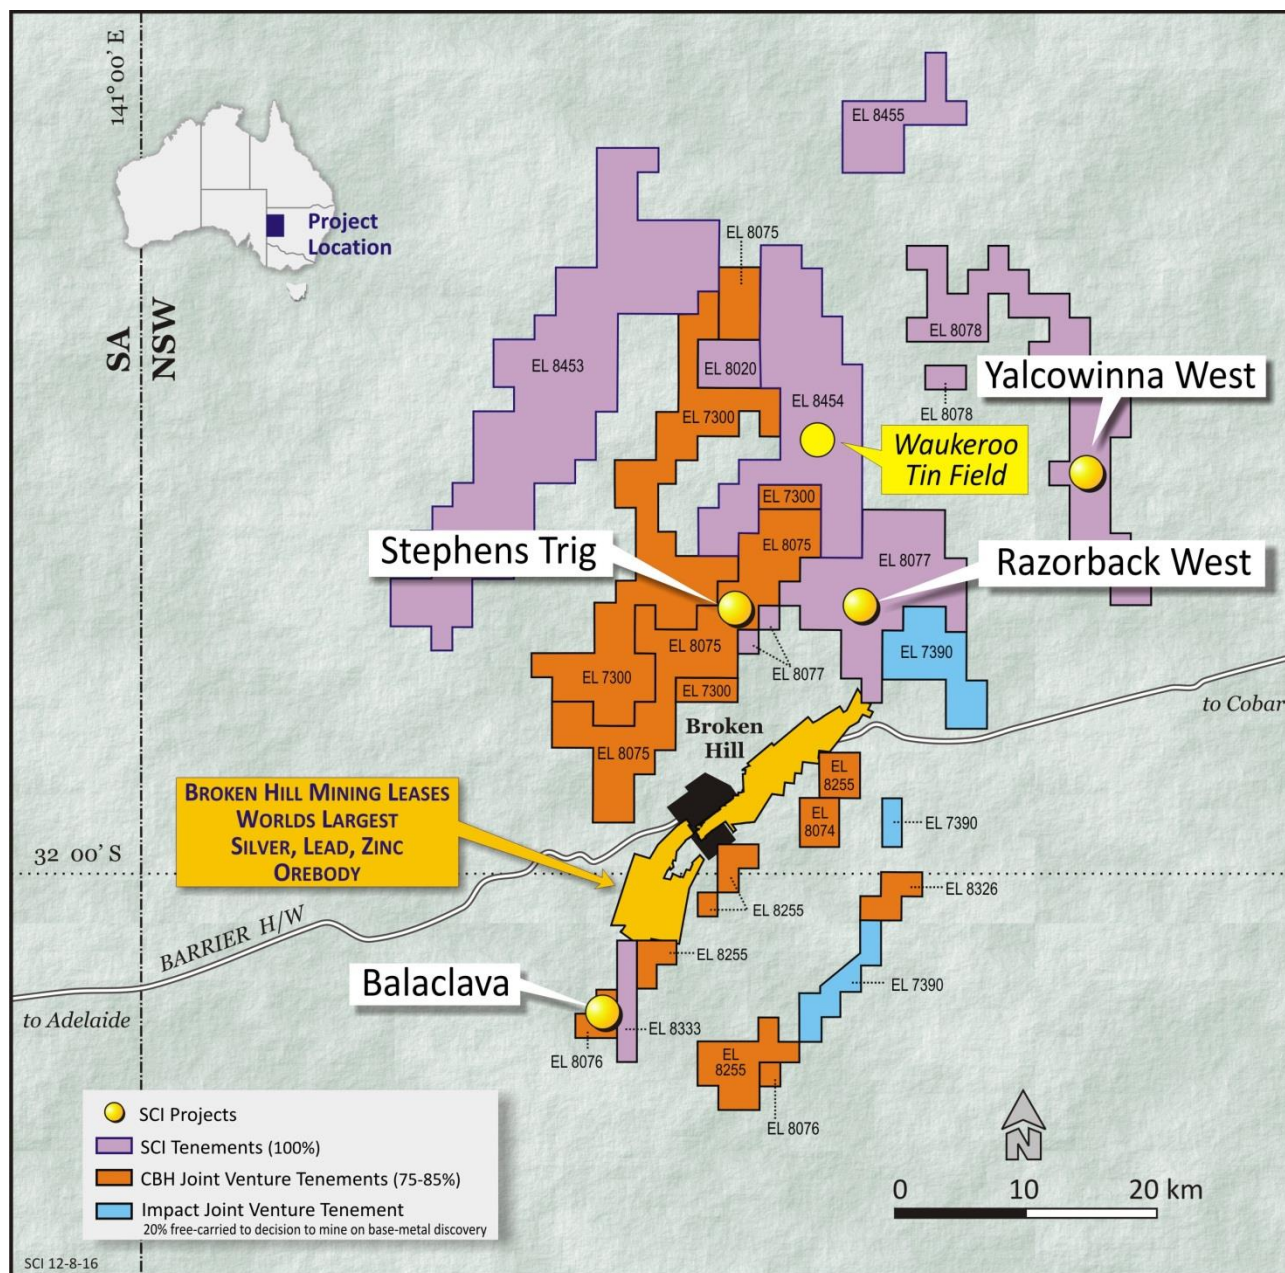 141°00' E
EL 8455
Project
Location
EL 8075
SA
NSW
EL 8453
EL 8020
EL 8454
EL 7300
EL 8078
EL 8078
Yalcowinna West
Waukeroo
Tin Field
EL 7300
EL 8075
Stephens Trig
EL 8077
Razorback West
EL 8075
EL 7390
EL 7300
EL 8077
EL 7300
to Cobar
Broken
Hill
EL 8075
EL
8255
BROKEN HILL MINING LEASES
WORLDS LARGEST
SILVER, LEAD, ZINC
OREBODY
EL
8074
EL 7390
32 00' S
EL 8326
EL 8255
BARRIER H/W
EL 8255
Balaclava
EL 7390
to Adelaide
EL 8333
EL 8076
EL
8255
EL 8076
SCI Projects
SCI Tenements (100%)
CBH Joint Venture Tenements (75-85%)
Impact Joint Venture Tenement
20% free-carried to decision to mine on base-metal discovery
N
0 10 20 km
SCI 12-8-16